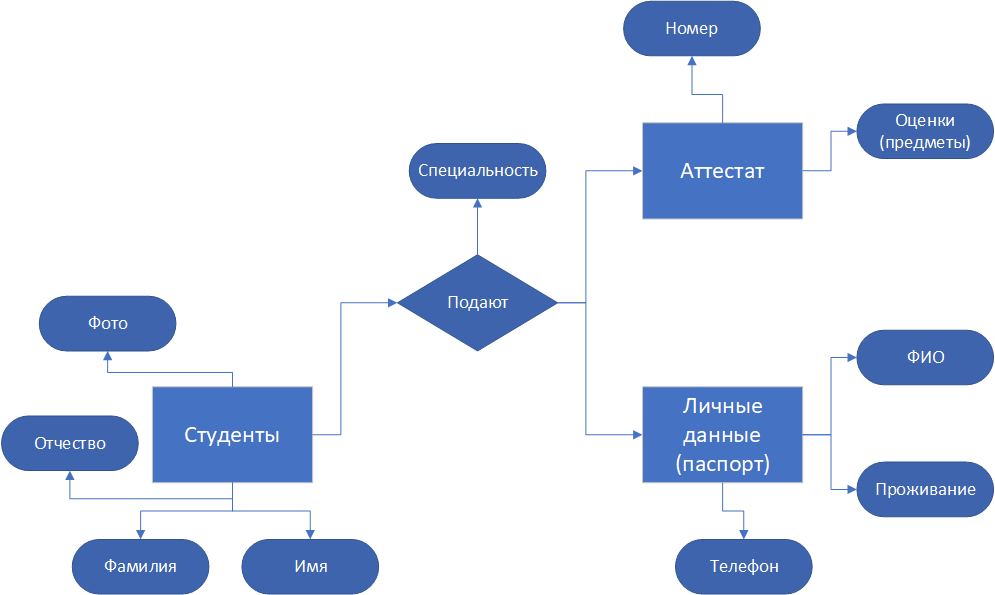 Номер
Оценки
(предметы)
Аттестат
Специальность
Подают
Фото
ФИО
Студенты
Личные
данные
(паспорт)
Отчество
Проживание
Фамилия
Имя
Телефон